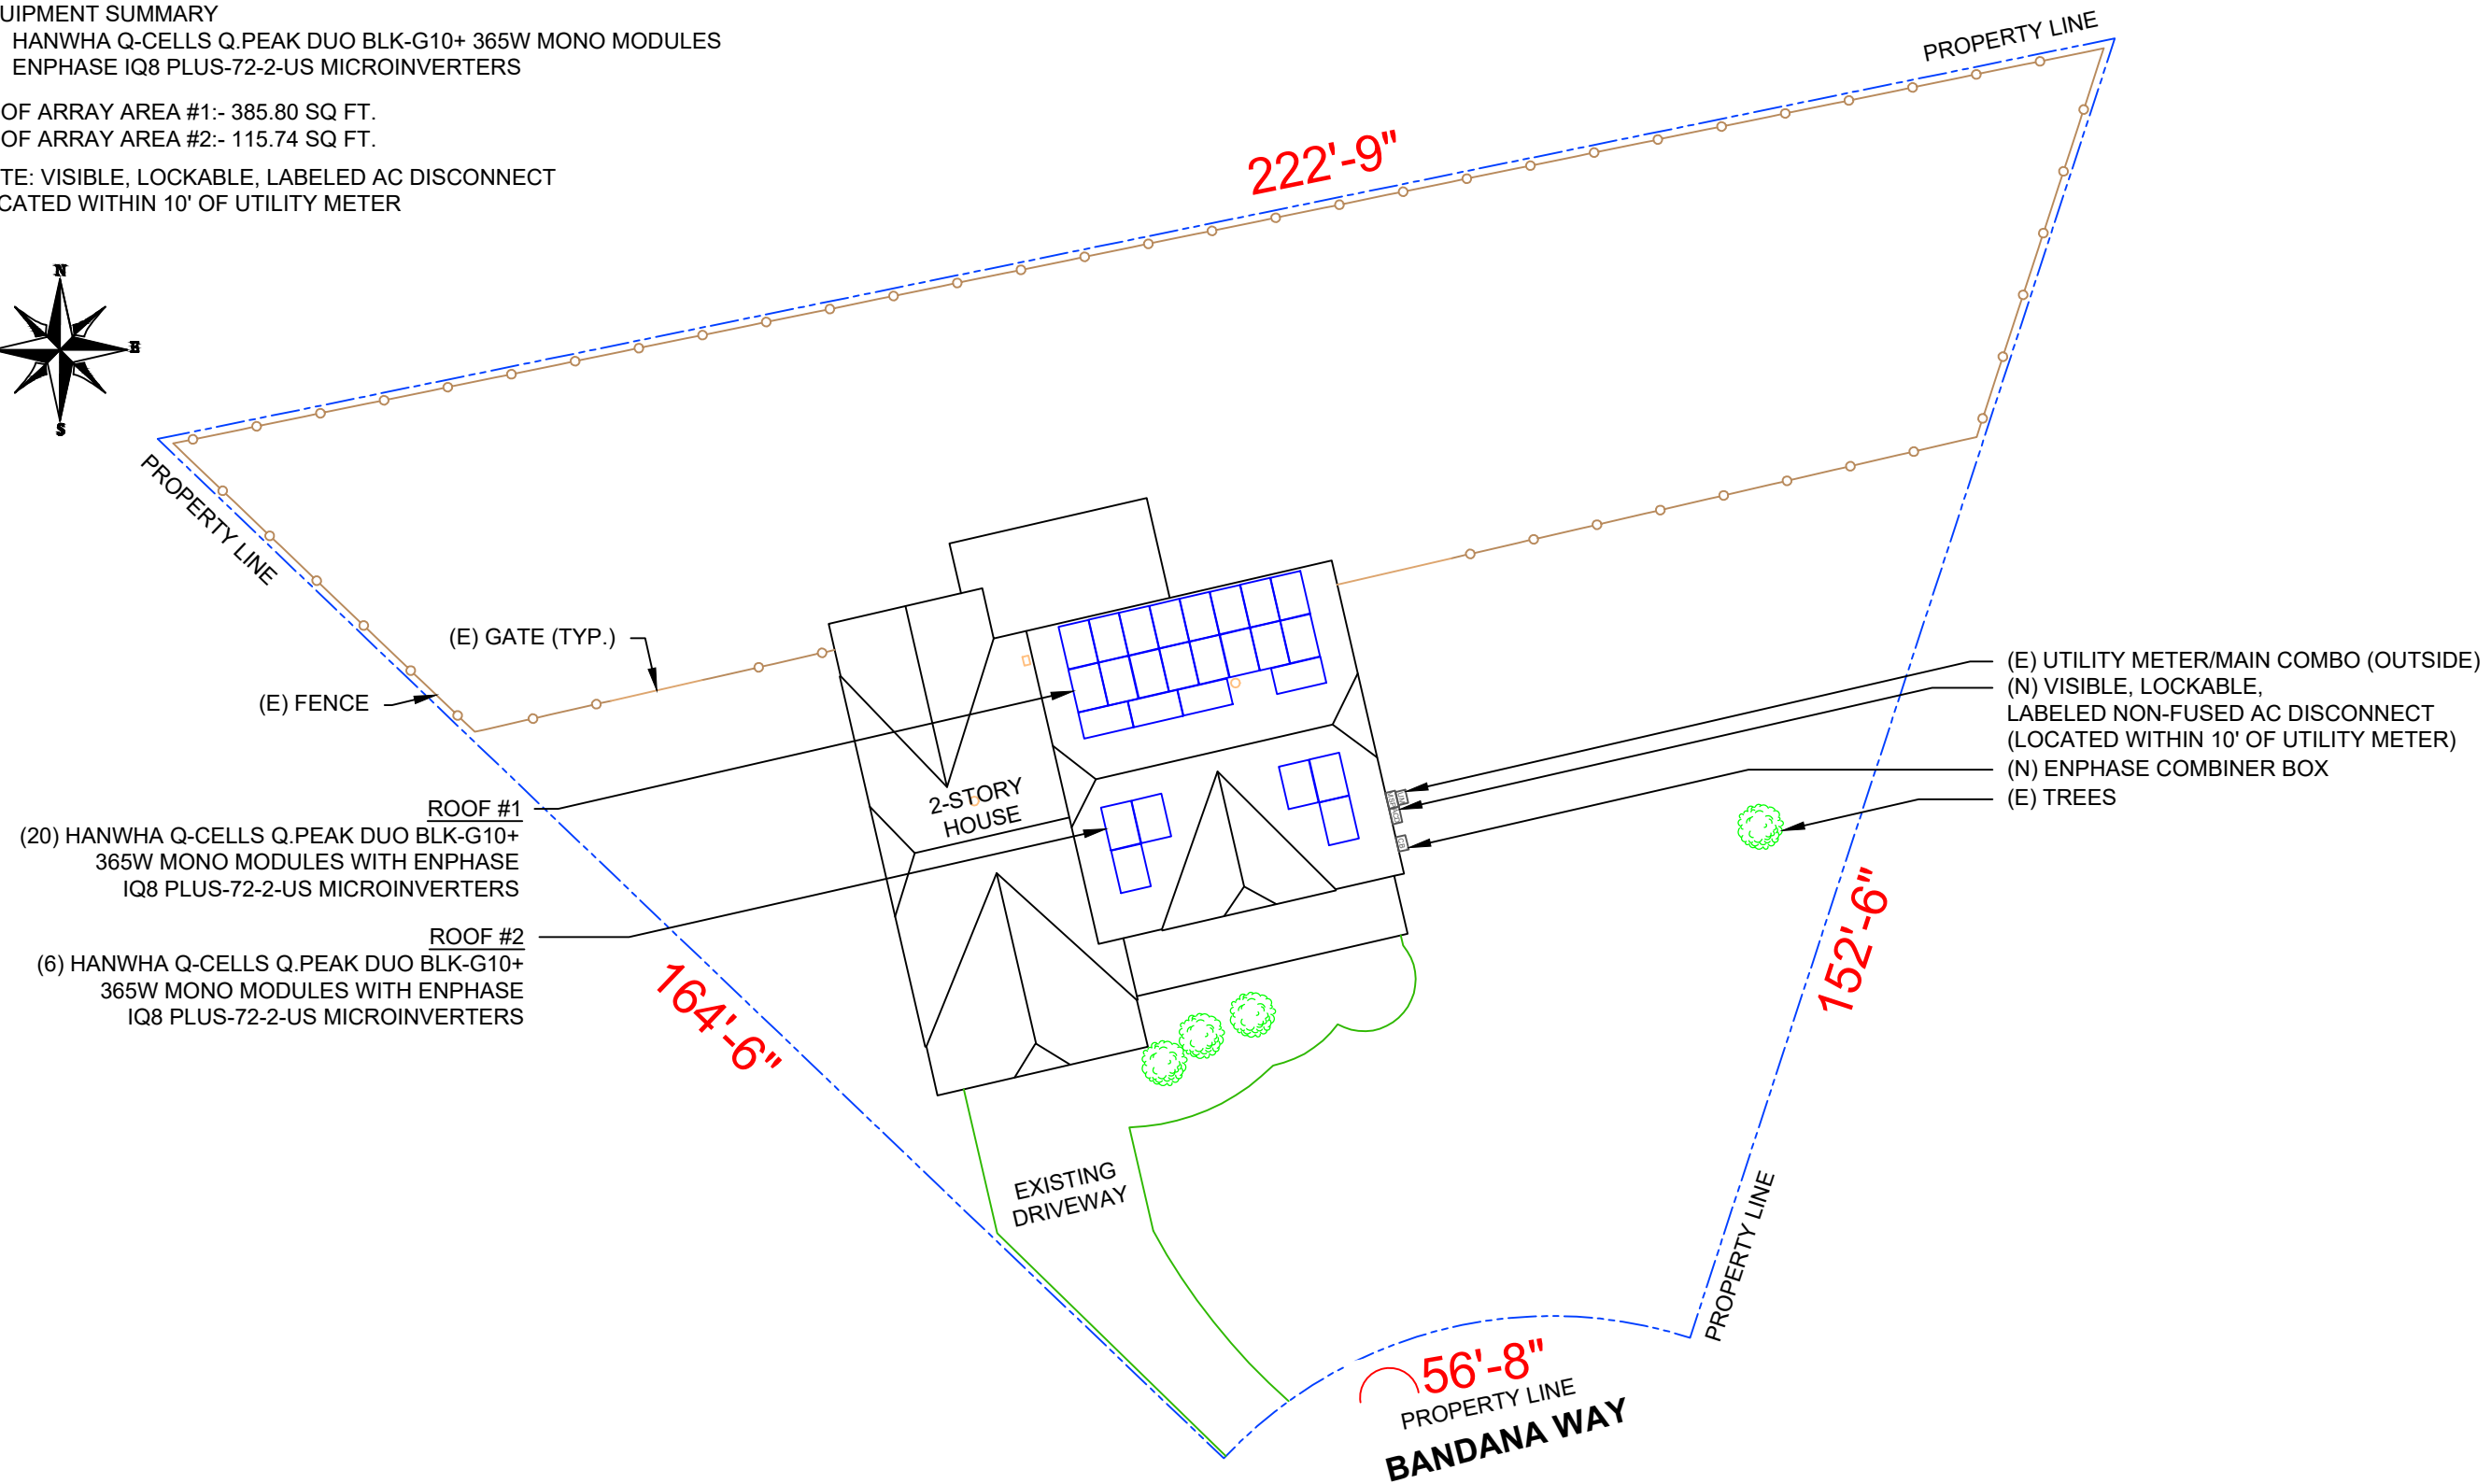 UIPMENT SUMMARY
HANWHA Q-CELLS Q.PEAK DUO BLK-G10+ 365W MONO MODULES
ENPHASE IQ8 PLUS-72-2-US MICROINVERTERS
OF ARRAY AREA #1:- 385.80 SQ FT.
OF ARRAY AREA #2:- 115.74 SQ FT.
TE: VISIBLE, LOCKABLE, LABELED AC DISCONNECT
CATED WITHIN 10' OF UTILITY METER
N
E
S
PROPERTY LINE
222'-9"
PROPERTY LINE
(E) GATE (TYP.)
(E) FENCE
ROOF #1
(20) HANWHA Q-CELLS Q.PEAK DUO BLK-G10+
365W MONO MODULES WITH ENPHASE
IQ8 PLUS-72-2-US MICROINVERTERS
ROOF #2
(6) HANWHA Q-CELLS Q.PEAK DUO BLK-G10+
365W MONO MODULES WITH ENPHASE
IQ8 PLUS-72-2-US MICROINVERTERS
2-STORY
HOUSE
(E) UTILITY METER/MAIN COMBO (OUTSIDE)
(N) VISIBLE, LOCKABLE,
LABELED NON-FUSED AC DISCONNECT
(LOCATED WITHIN 10' OF UTILITY METER)
(N) ENPHASE COMBINER BOX
(E) TREES
CB
164'-6"
152'-6"
EXISTING
DRIVEWAY
PROPERTY LINE
56'-8"
PROPERTY LINE
BANDANA WAY